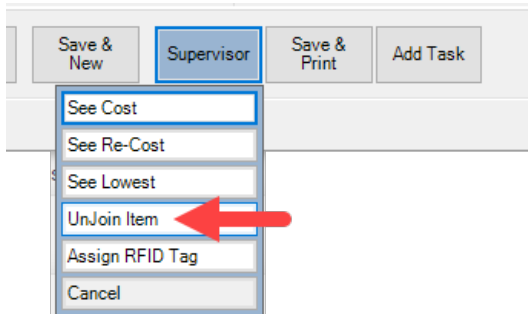 Save &
New
Supervisor
Save &
Print
Add Task
See Cost
See Re-Cost
See Lowest
UnJoin Item
Assign RFID Tag
Cancel